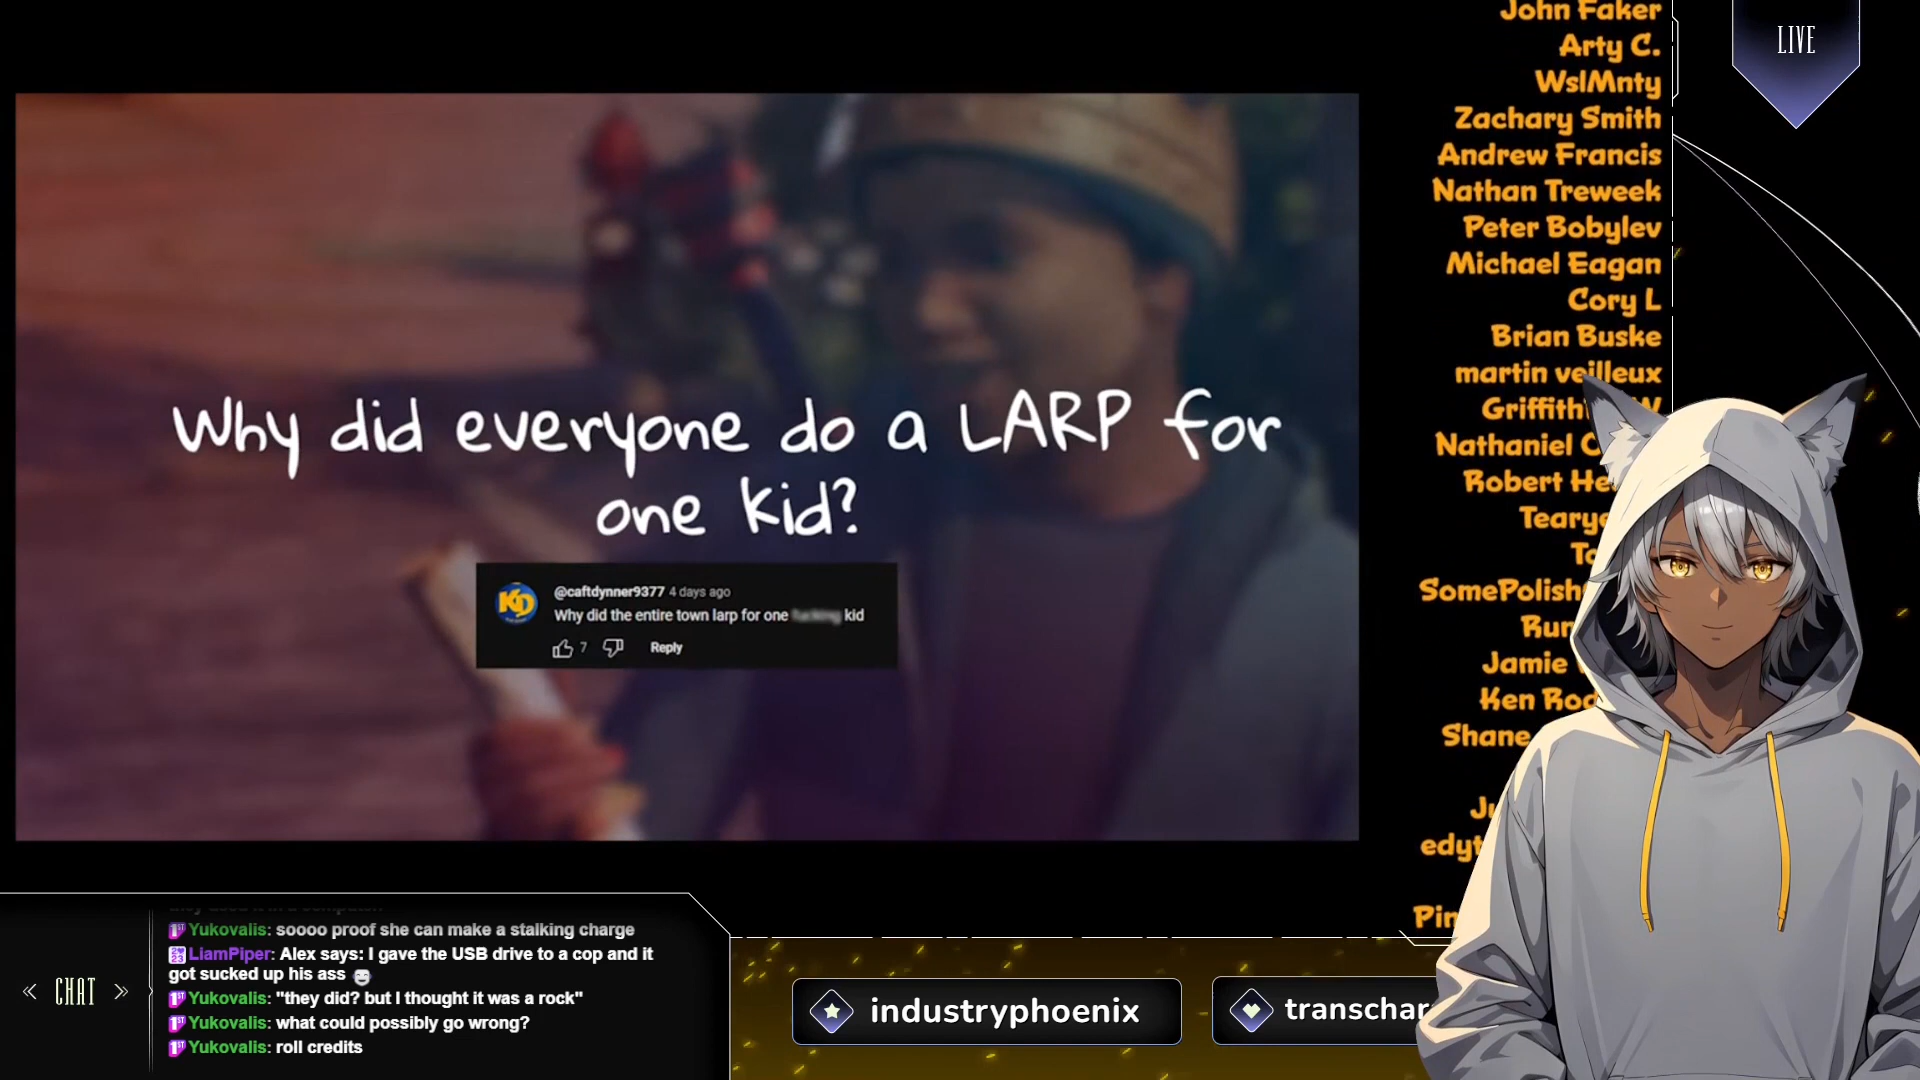 John Faker
Arty C.
WslMnty
Zachary Smith
Andrew Francis
Nathan Treweek
Peter Bobylev
Michael Eagan
Cory L
Brian Buske
martin veilleux
Nathaniel C
Jamie
Shane
LIVE
Why did everyone do a LARP for
one kid?
KD
@caftdynner9377 4 days ago
Why did the entire town larp for one kid
7 Reply
<< CHAT >>
Yukovalis: soooo proof she can make a stalking charge
LiamPiper: Alex says: I gave the USB drive to a cop and it
got sucked up his ass
Yukovalis: "they did? but I thought it was a rock"
Yukovalis: what could possibly go wrong?
Yukovalis: roll credits
industryphoenix